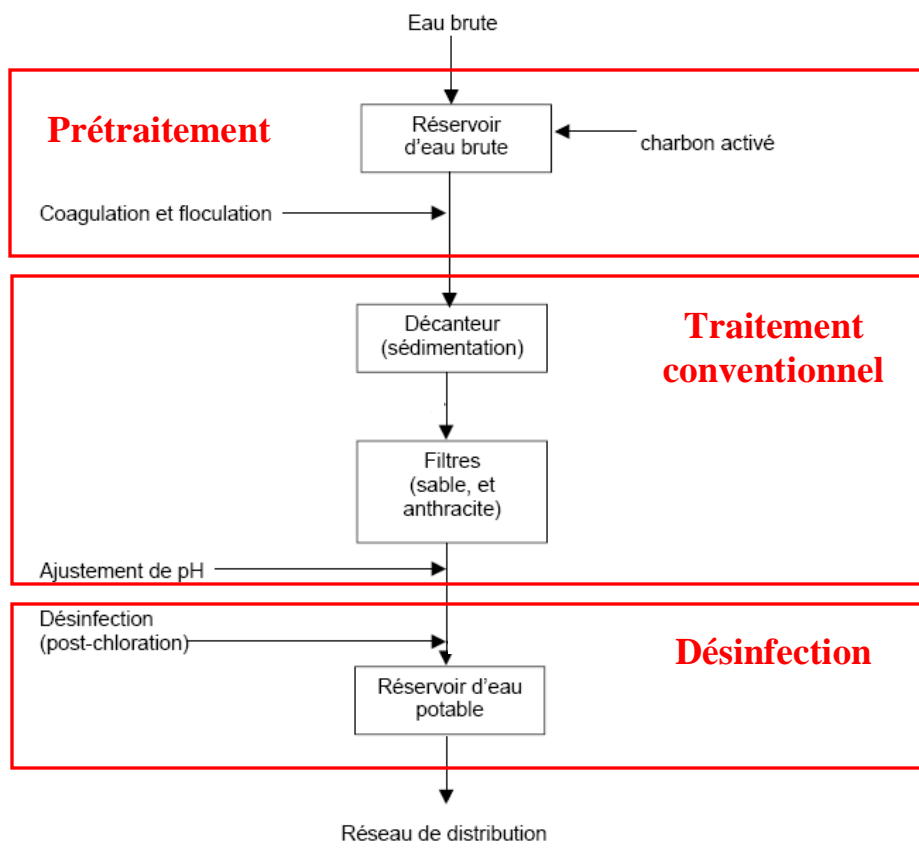 Eau brute
Prétraitement
Réservoir
d'eau brute
charbon activé
Coagulation et floculation
Décanteur
(sédimentation)
Traitement
conventionnel
Filtres
(sable, et
anthracite)
Ajustement de pH
Désinfection
(post-chloration)
Désinfection
Réservoir d'eau
potable
Réseau de distribution